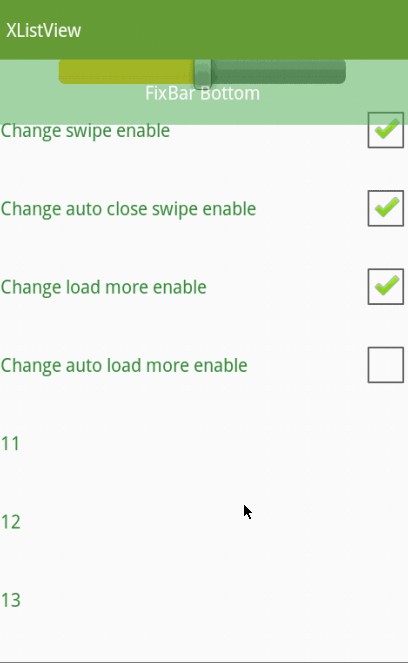 XListView
FixBar Bottom
Change swipe enable
Change auto close swipe enable
Change load more enable
Change auto load more enable
11
12
13